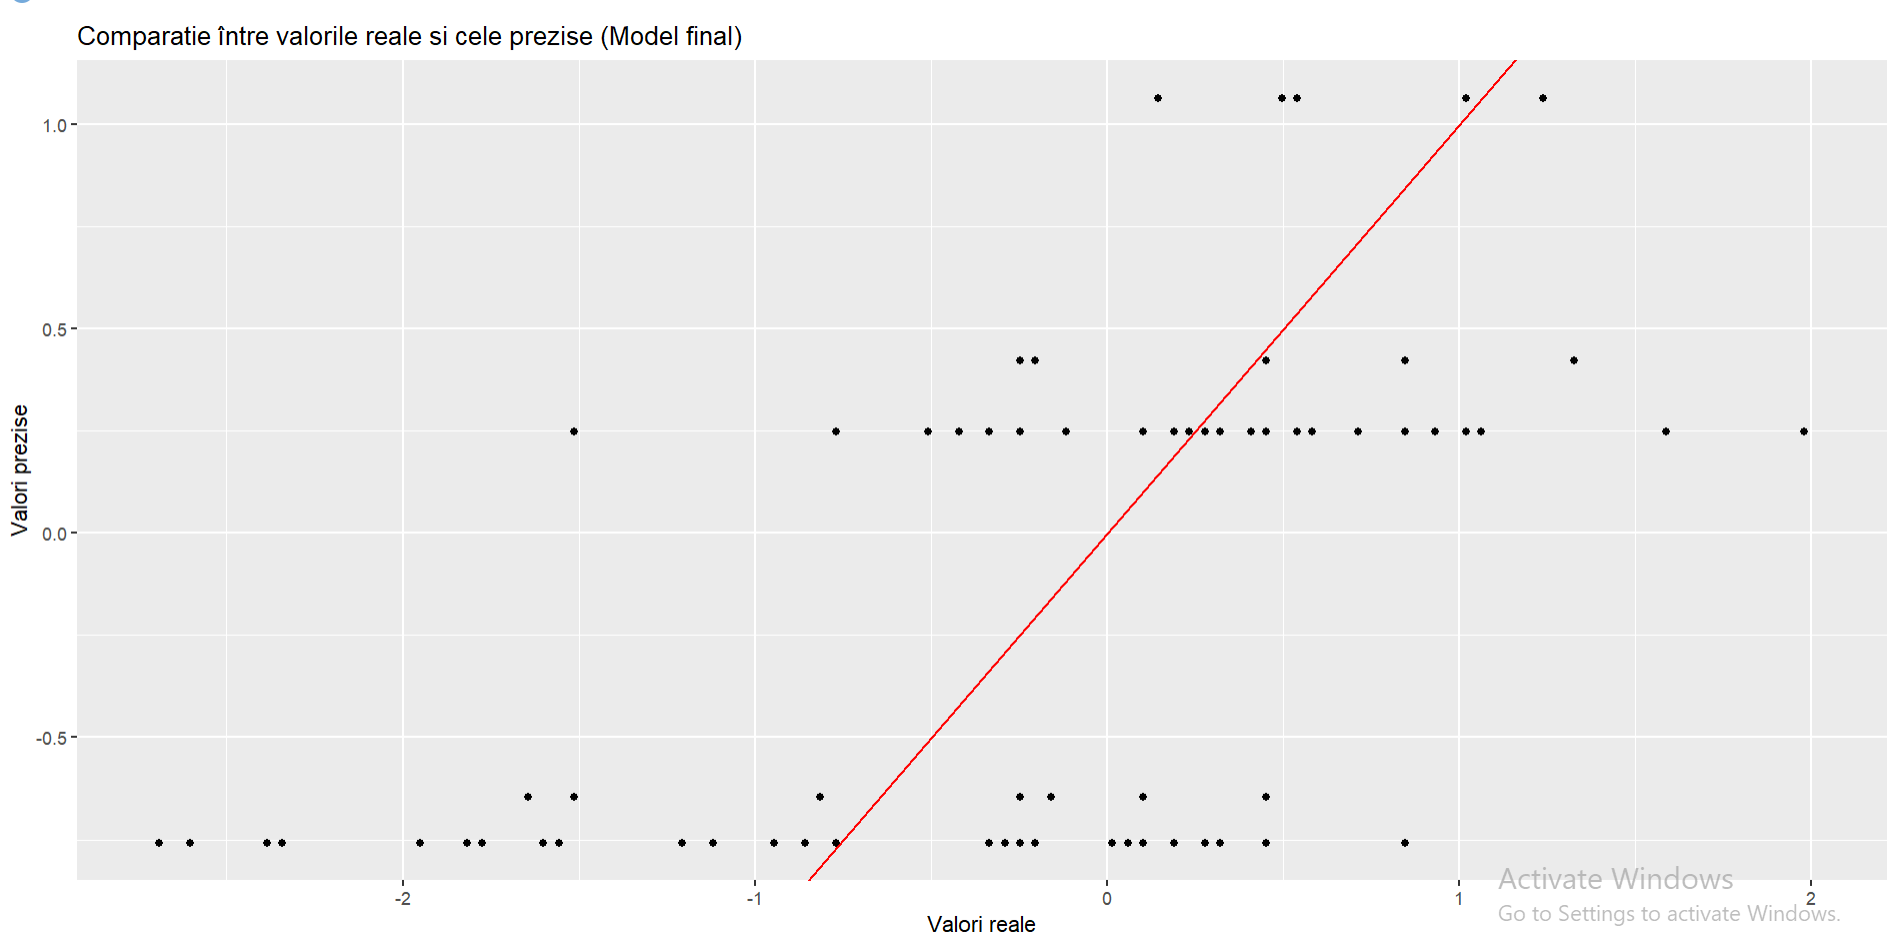 Comparatie între valorile reale si cele prezise (Model final)
1.0
0.5
0.0
-0.5
Valori prezise
-2
-1
0
1
2
Valori reale
Activate Windows
Go to Settings to activate Windows.